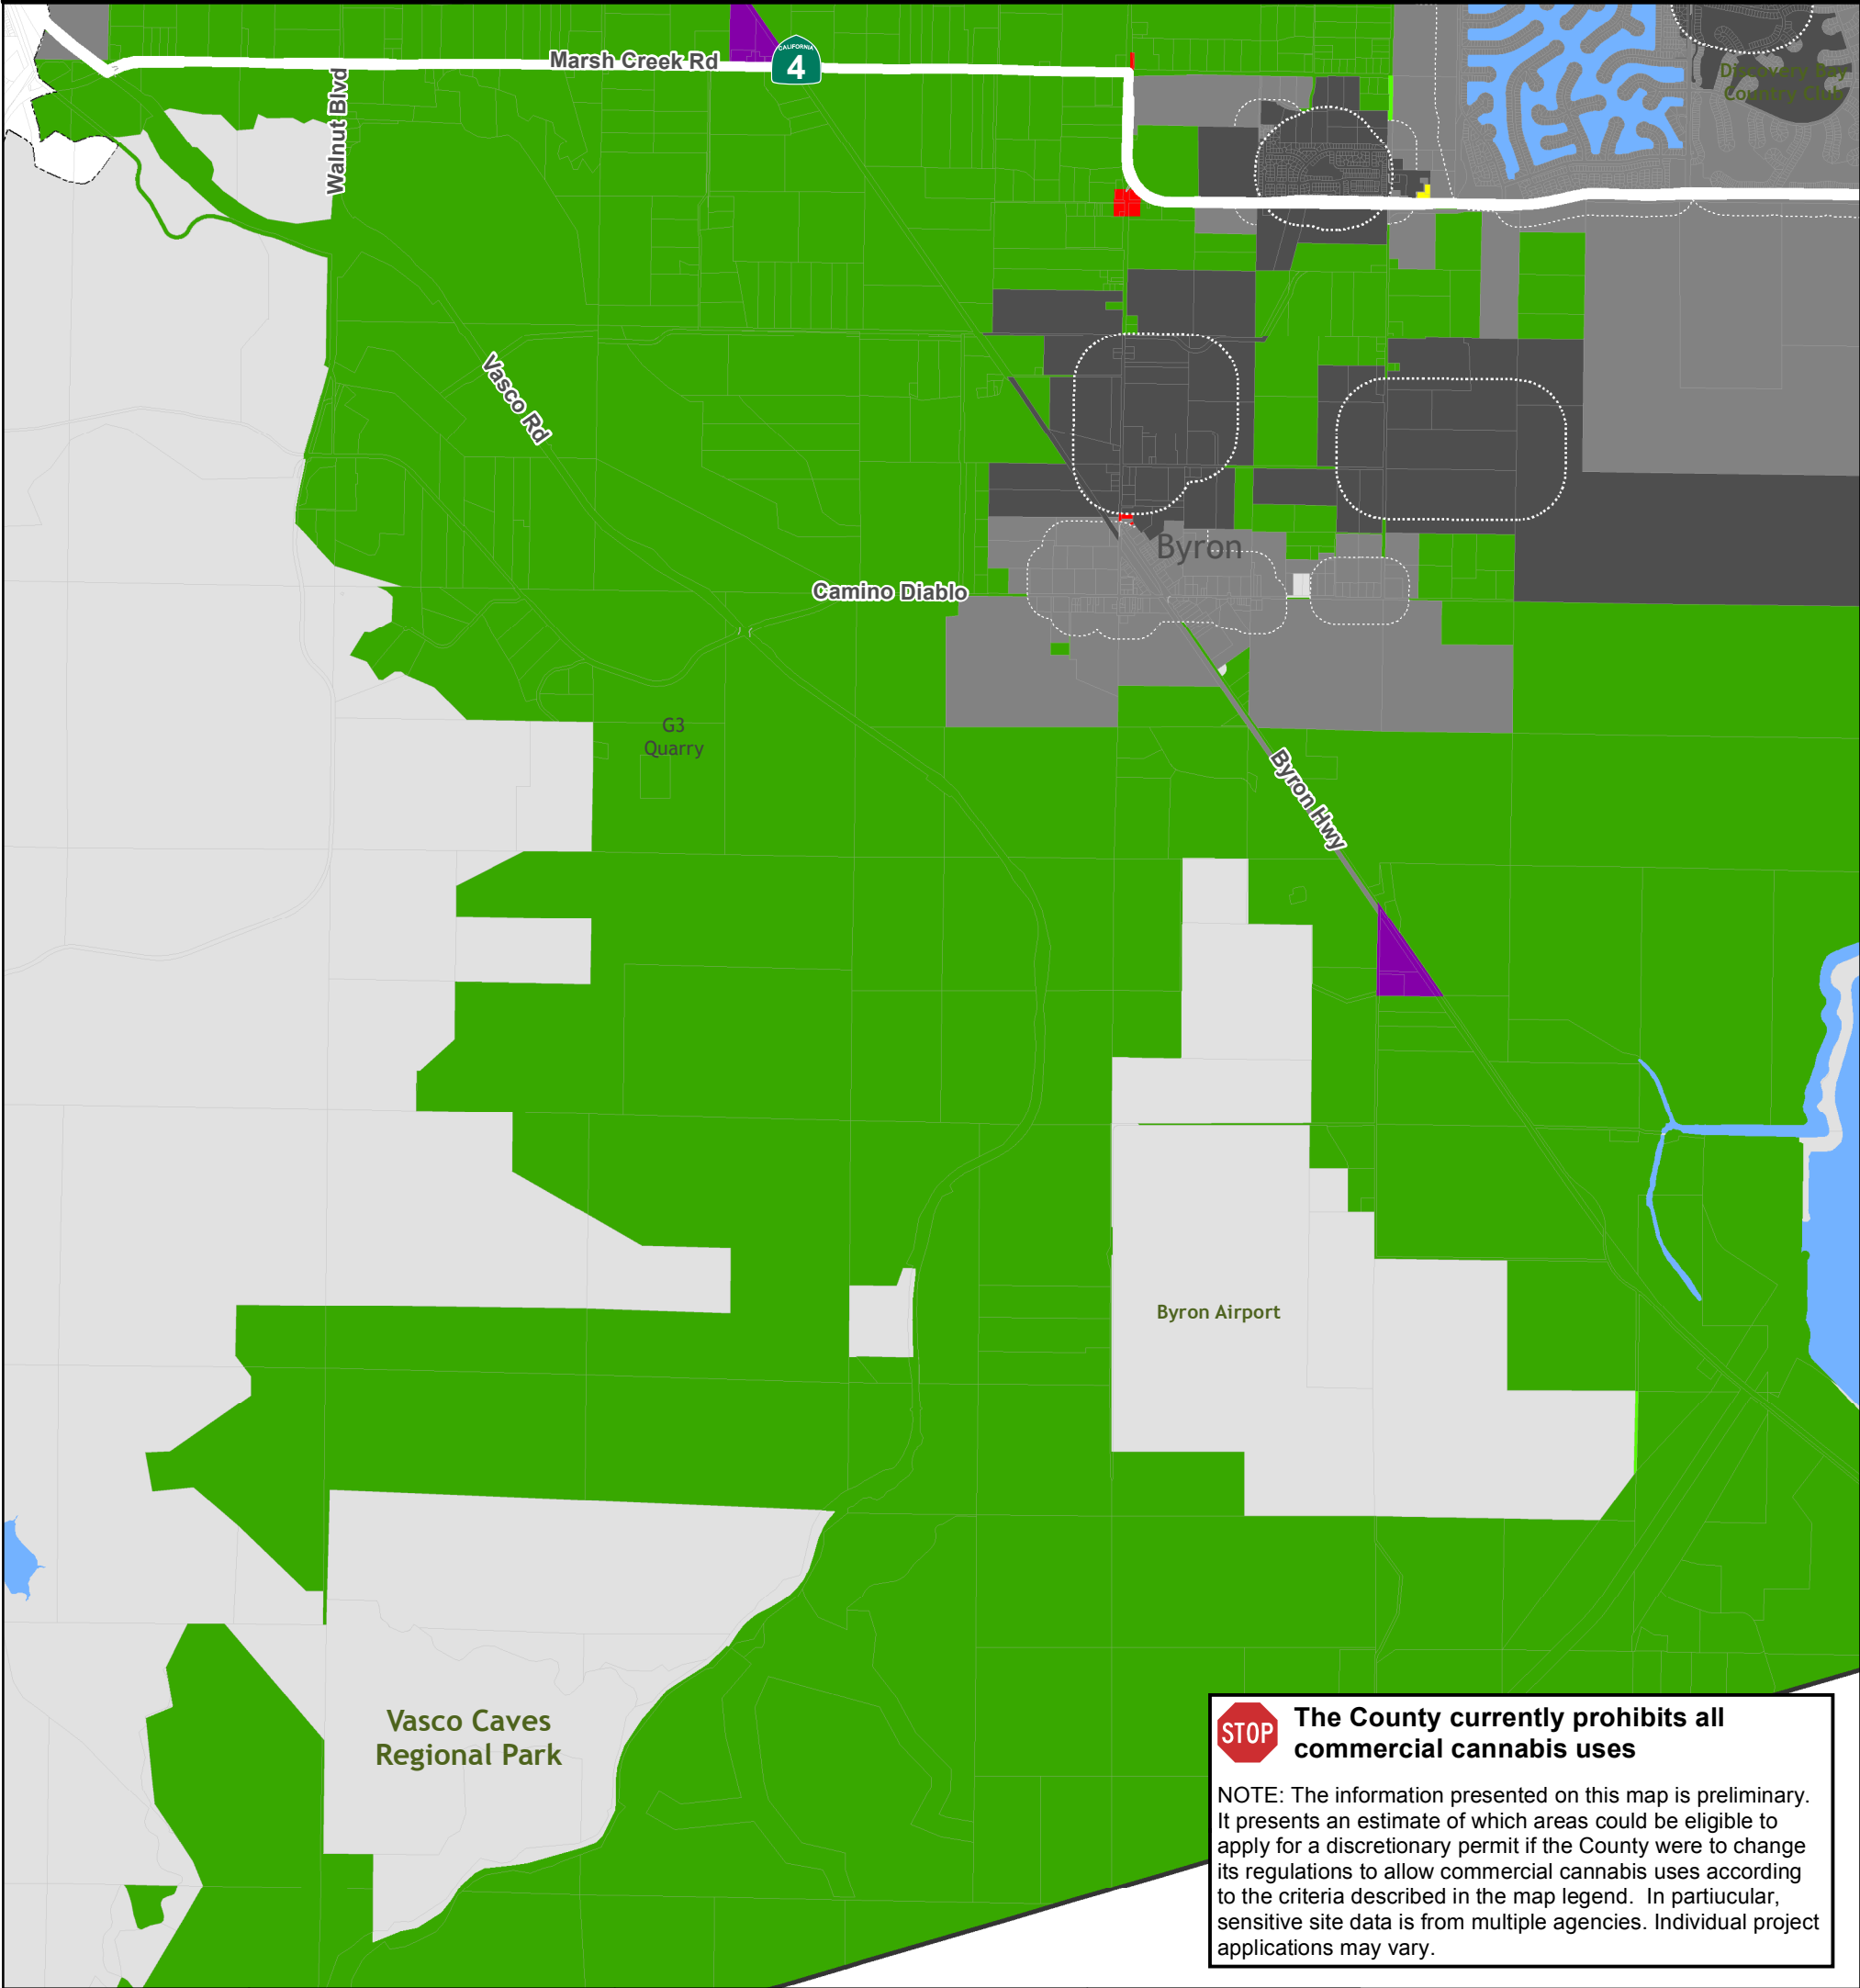 Marsh Creek Rd
CALIFORNIA
4
Discovery Bay
Country Club
Walnut Blvd
Vasco Rd
Byron
Camino Diablo
G3
Quarry
Byron Hwy
Byron Airport
Vasco Caves
Regional Park
STOP
The County currently prohibits all
commercial cannabis uses
NOTE: The information presented on this map is preliminary.
It presents an estimate of which areas could be eligible to
apply for a discretionary permit if the County were to change
its regulations to allow commercial cannabis uses according
to the criteria described in the map legend. In partiucular,
sensitive site data is from multiple agencies. Individual project
applications may vary.